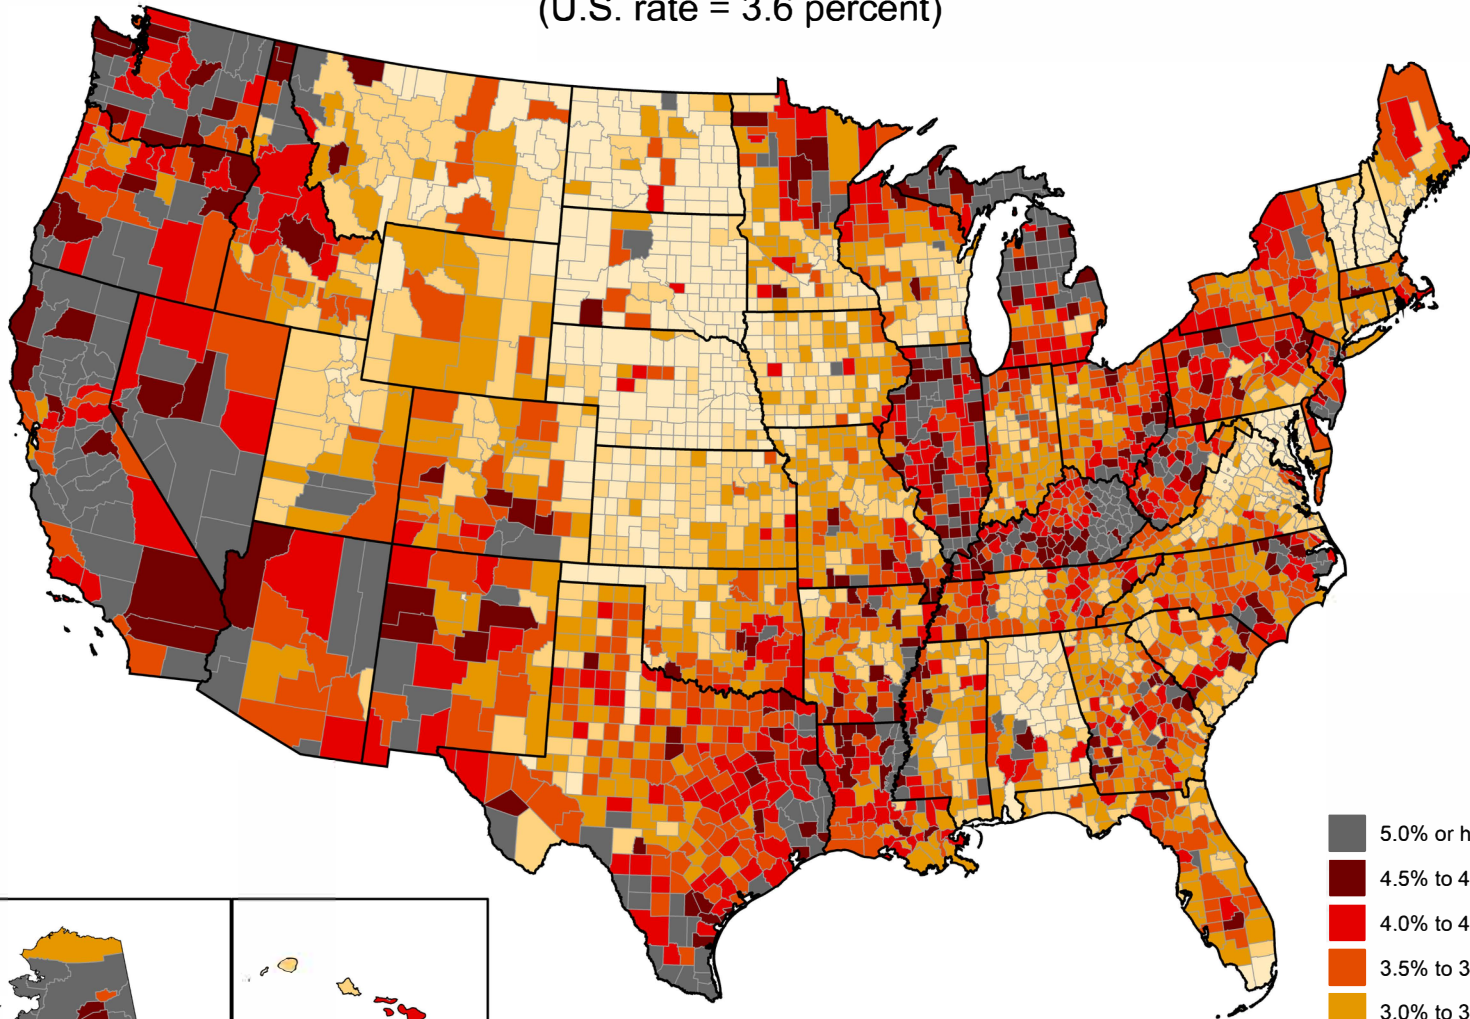 (U.S. rate = 3.6 percent)
5.0% or h
4.5% to 4
4.0% to 4
3.5% to 3
3.0% to 3